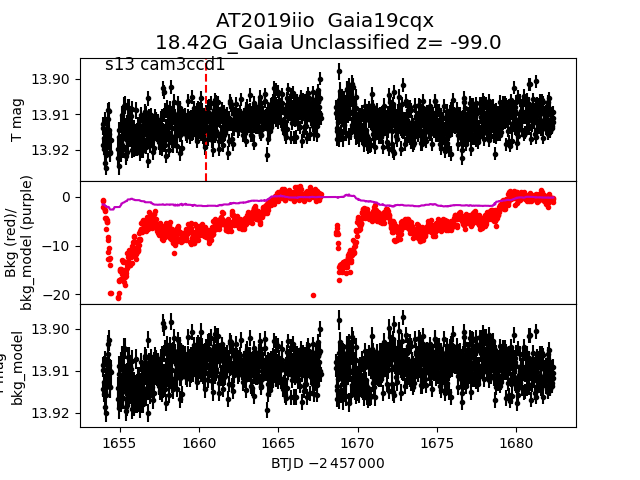 AT2019iio  Gaia19cqx
18.42G_Gaia Unclassified z= -99.0
s13 cam3ccd1
T mag
13.90
13.91
13.92
Bkg (red)/
bkg_model (purple)
0
−10
−20
bkg_model
13.90
13.91
13.92
1655 1660 1665 1670 1675 1680
BTJD −2 457 000